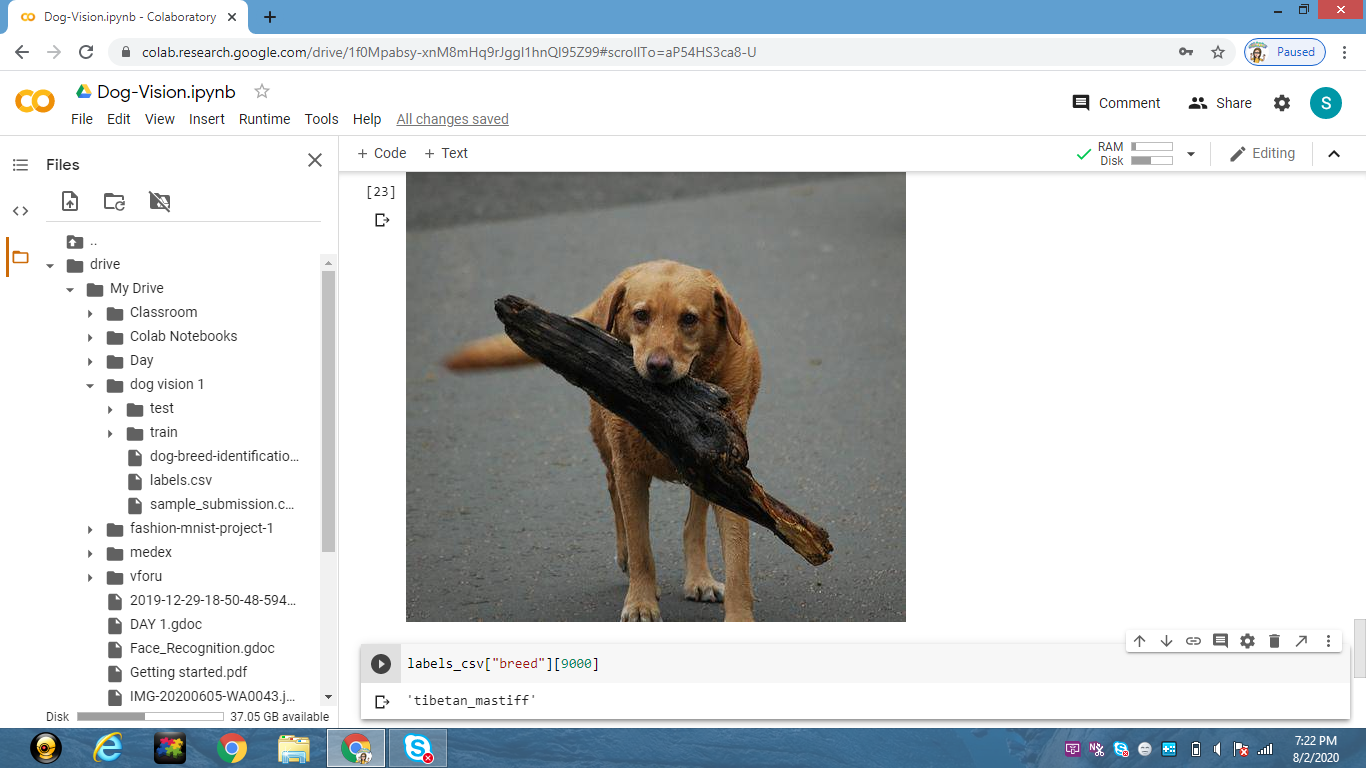 Dog-Vision.ipynb - Colaboratory
colab.research.google.com/drive/1f0Mpabsy-xnM8mHq9rJggI1hnQI95Z99#scrollTo=aP54HS3ca8-U
Paused
Dog-Vision.ipynb
File Edit View Insert Runtime Tools Help All changes saved
Comment Share S
Files
+ Code + Text
RAM
Disk
Editing
[23]
..
drive
My Drive
Classroom
Colab Notebooks
Day
dog vision 1
test
train
dog-breed-identificatio...
labels.csv
sample_submission.c...
fashion-mnist-project-1
medex
vforu
2019-12-29-18-50-48-594...
DAY 1.gdoc
Face_Recognition.gdoc
Getting started.pdf
IMG-20200605-WA0043.j...
Disk 37.05 GB available
labels_csv["breed"][9000]
'tibetan_mastiff'
7:22 PM
8/2/2020